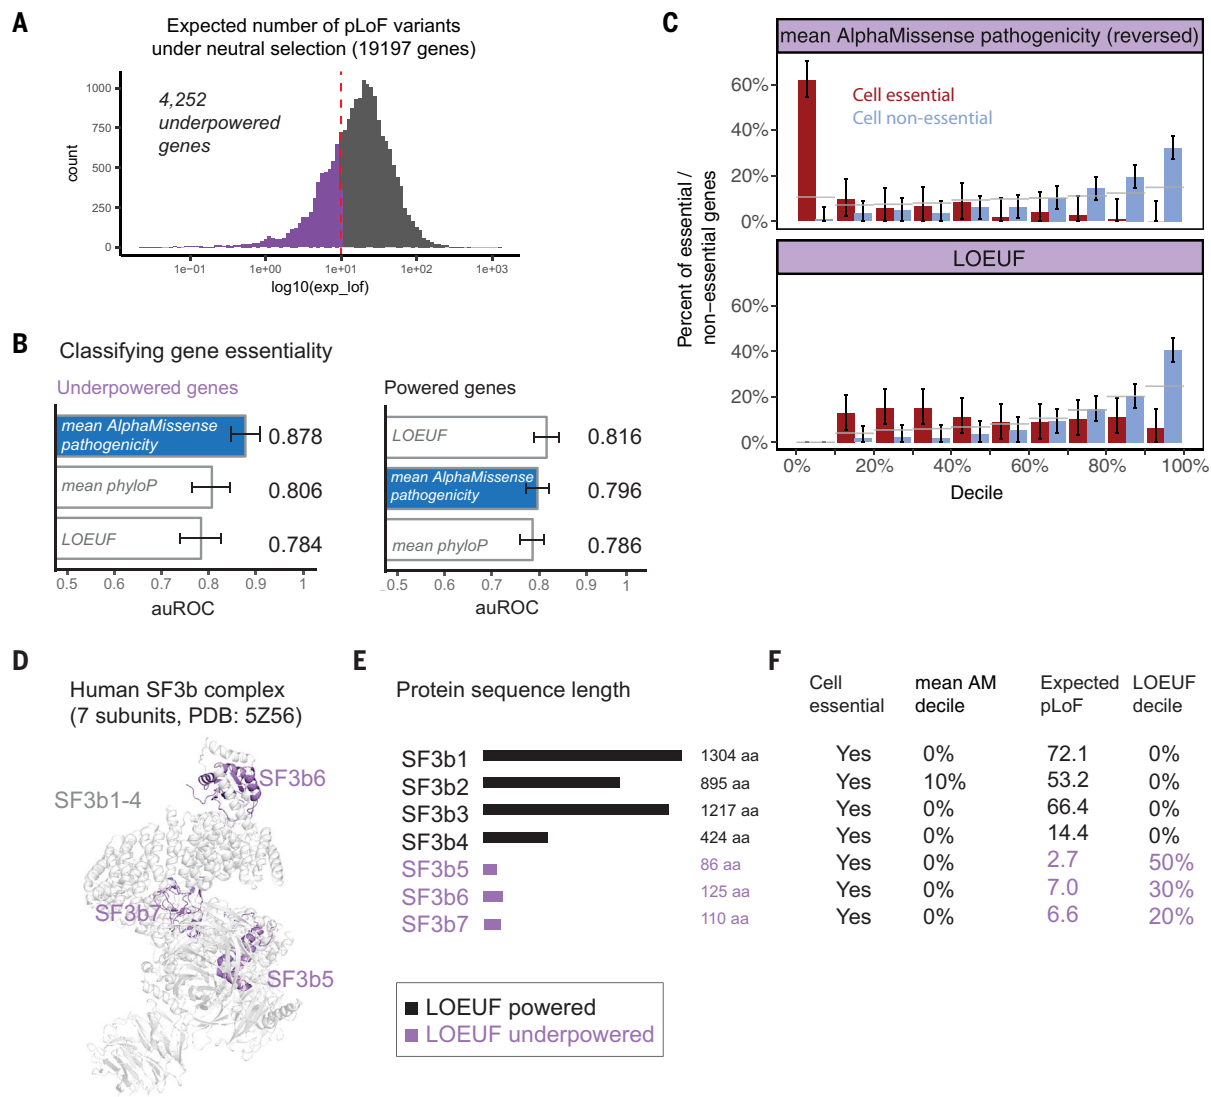 A
Expected number of pLoF variants
under neutral selection (19197 genes)
4,252
underpowered
genes
count
1000
750
500
250
0
1e−01
1e+00
1e+01
1e+02
1e+03
log10(exp_lof)
B
Classifying gene essentiality
Underpowered genes
mean AlphaMissense
pathogenicity
0.878
mean phyloP
0.806
LOEUF
0.784
0.5
0.6
0.7
0.8
0.9
1
auROC
Powered genes
LOEUF
0.816
mean AlphaMissense
pathogenicity
0.796
mean phyloP
0.786
0.5
0.6
0.7
0.8
0.9
1
auROC
C
mean AlphaMissense pathogenicity (reversed)
Cell essential
Cell non-essential
60%
40%
20%
0%
Percent of essential /
non−essential genes
LOEUF
60%
40%
20%
0%
0%
20%
40%
60%
80%
100%
Decile
D
Human SF3b complex
(7 subunits, PDB: 5Z56)
SF3b6
SF3b1-4
SF3b7
SF3b5
E
Protein sequence length
SF3b1 1304 aa
SF3b2 895 aa
SF3b3 1217 aa
SF3b4 424 aa
SF3b5 86 aa
SF3b6 125 aa
SF3b7 110 aa
LOEUF powered
LOEUF underpowered
F
Cell mean AM Expected LOEUF
essential decile pLoF decile
Yes 0% 72.1 0%
Yes 10% 53.2 0%
Yes 0% 66.4 0%
Yes 0% 14.4 0%
Yes 0% 2.7 50%
Yes 0% 7.0 30%
Yes 0% 6.6 20%